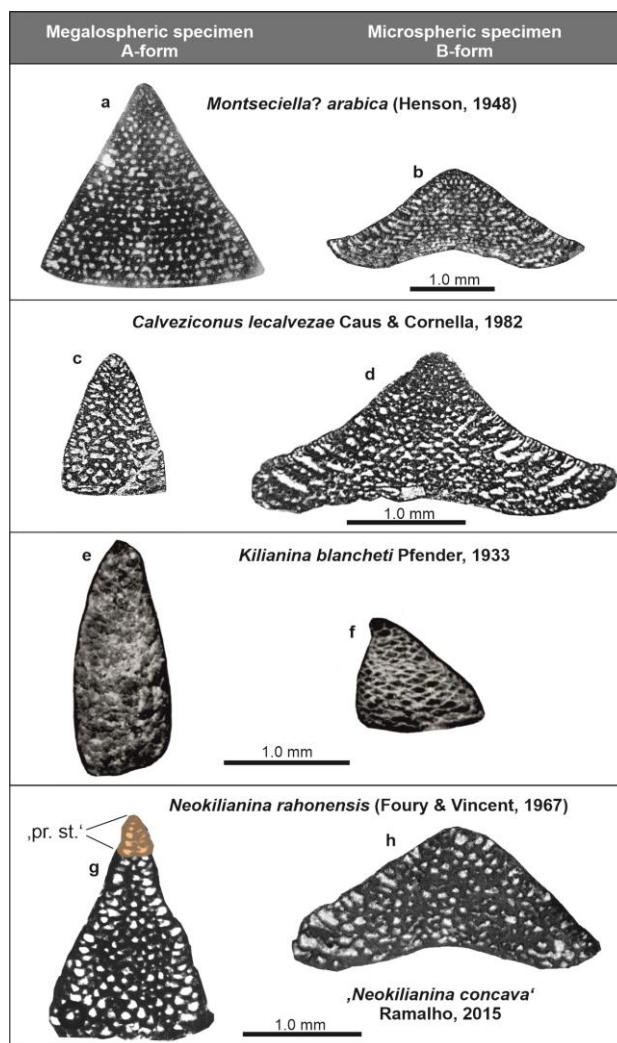 Megalospheric specimen
A-form
Microspheric specimen
B-form
a
Montseciella? arabica (Henson, 1948)
b
1.0 mm
Calveziconus lecalvezae Caus & Cornella, 1982
c
d
1.0 mm
e
Kilianina blancheti Pfender, 1933
f
1.0 mm
Neokilianina rahonensis (Foury & Vincent, 1967)
‚pr. st.‘
g
h
‚Neokilianina concava‘
Ramalho, 2015
1.0 mm